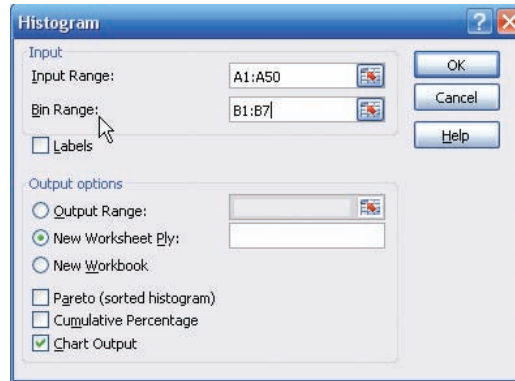 Histogram
Input
Input Range: A1:A50
Bin Range: B1:B7
Labels
Output options
Output Range:
New Worksheet Ply:
New Workbook
Pareto (sorted histogram)
Cumulative Percentage
Chart Output
OK
Cancel
Help